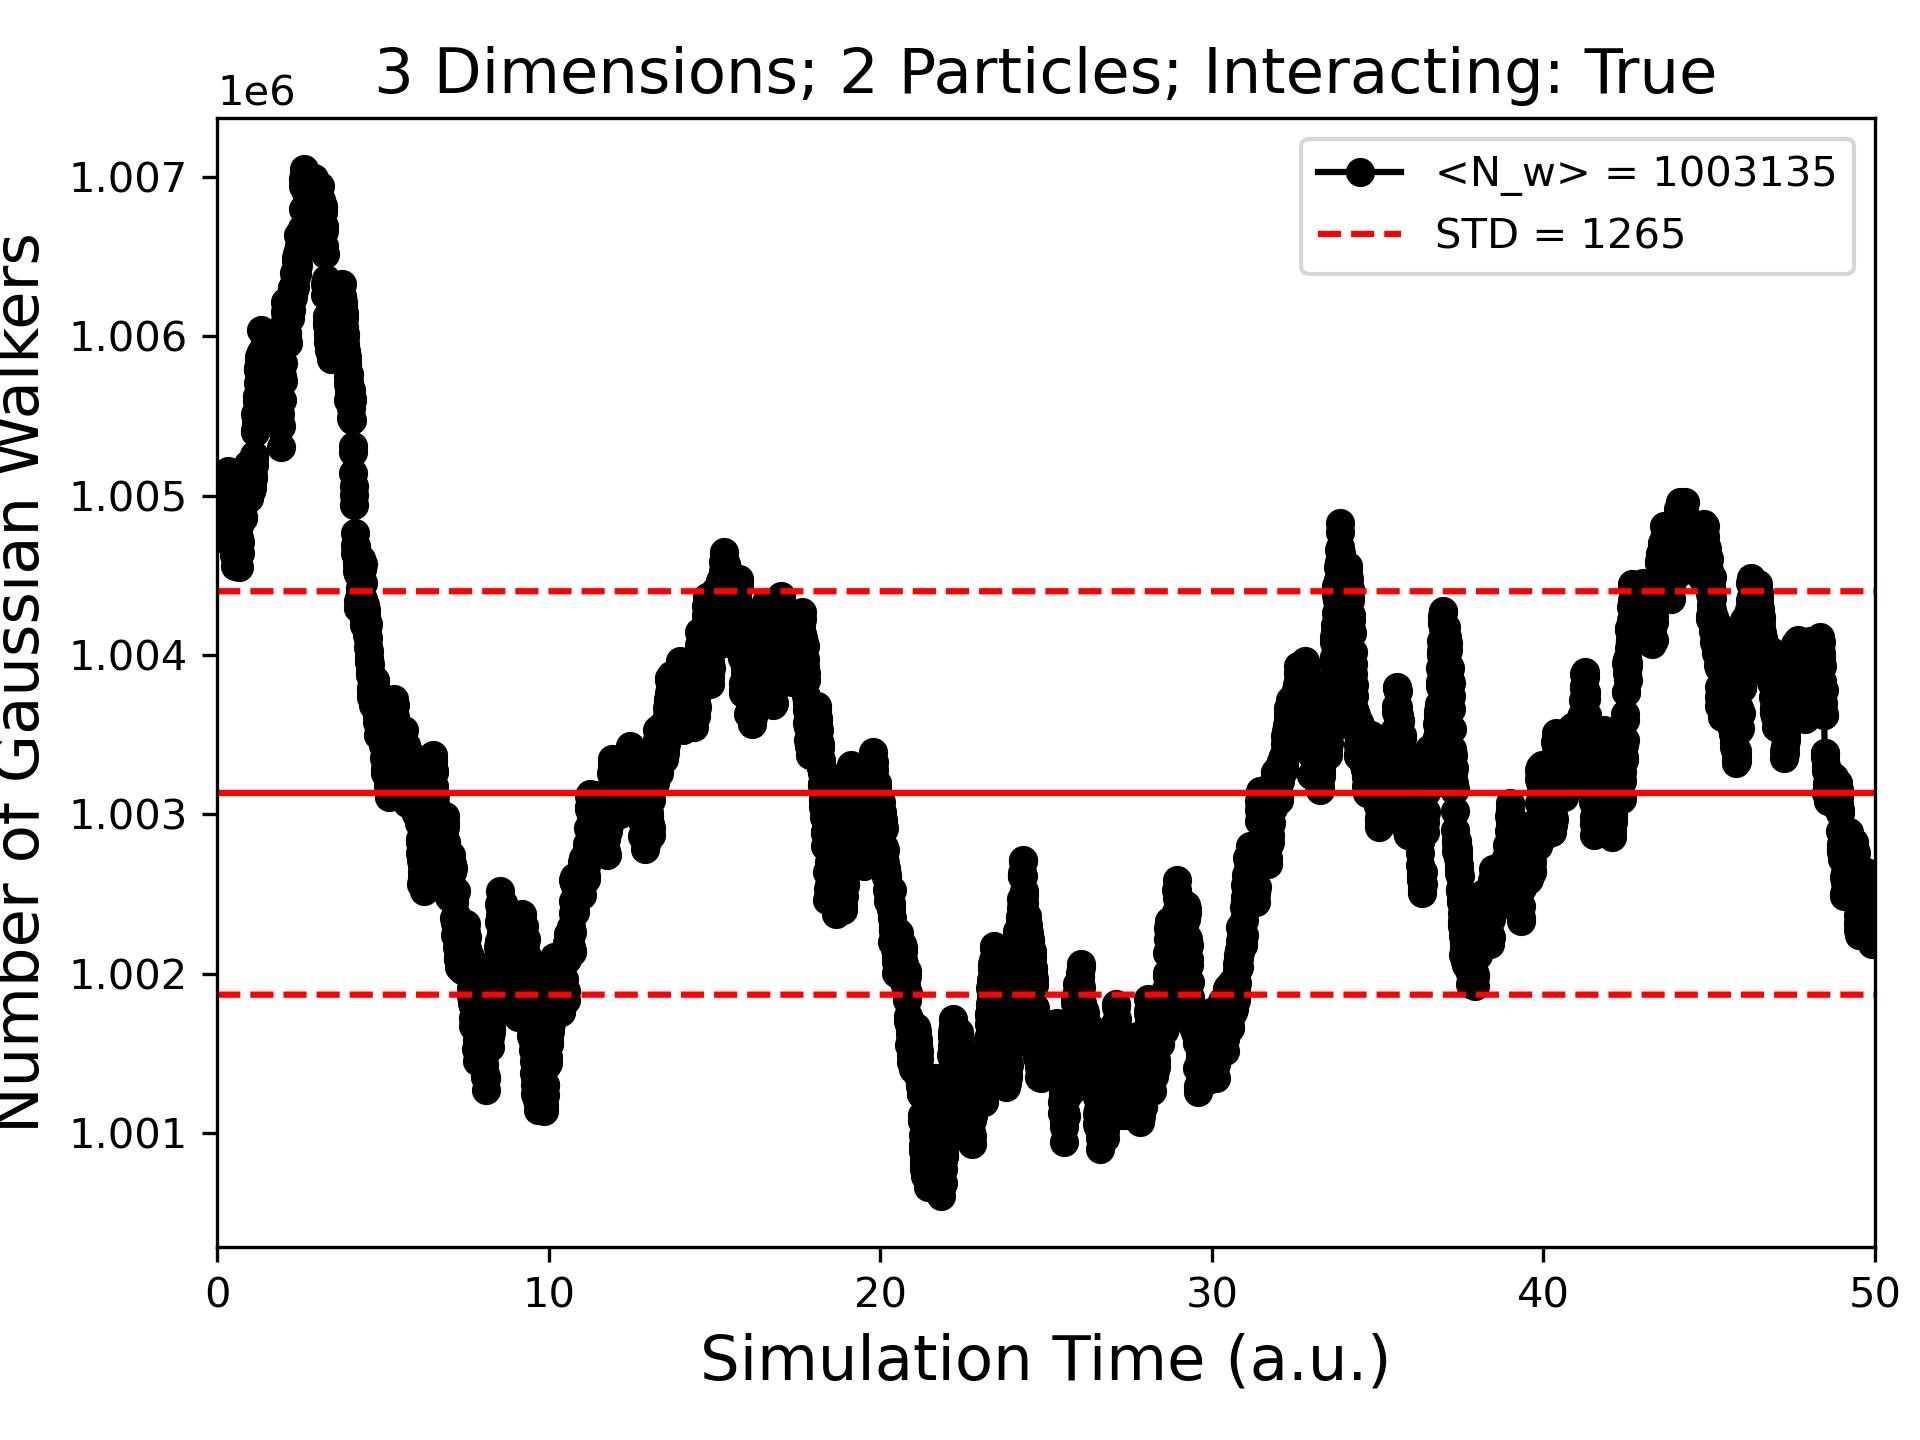 3 Dimensions; 2 Particles; Interacting: True
1e6
<N_w> = 1003135
STD = 1265
Number of Gaussian Walkers
1.007
1.006
1.005
1.004
1.003
1.002
1.001
0 10 20 30 40 50
Simulation Time (a.u.)